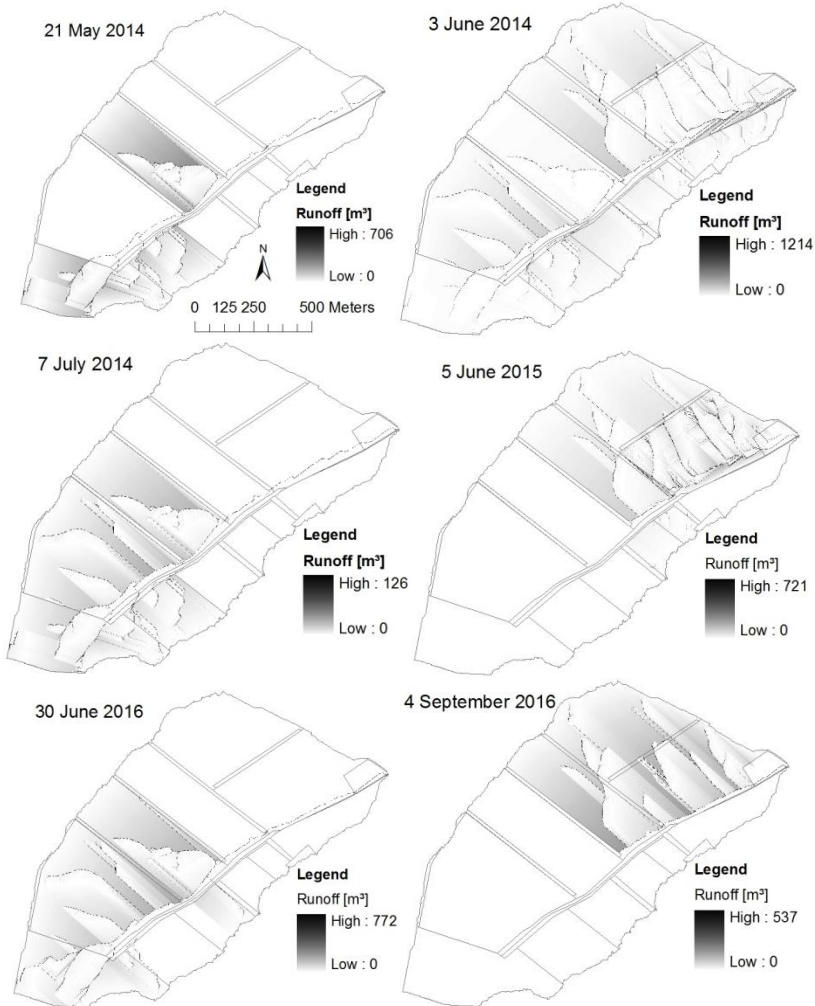 21 May 2014
Legend
Runoff [m³]
High : 706
Low : 0
N
0 125 250 500 Meters
3 June 2014
Legend
Runoff [m³]
High : 1214
Low : 0
7 July 2014
Legend
Runoff [m³]
High : 126
Low : 0
5 June 2015
Legend
Runoff [m³]
High : 721
Low : 0
30 June 2016
Legend
Runoff [m³]
High : 772
Low : 0
4 September 2016
Legend
Runoff [m³]
High : 537
Low : 0